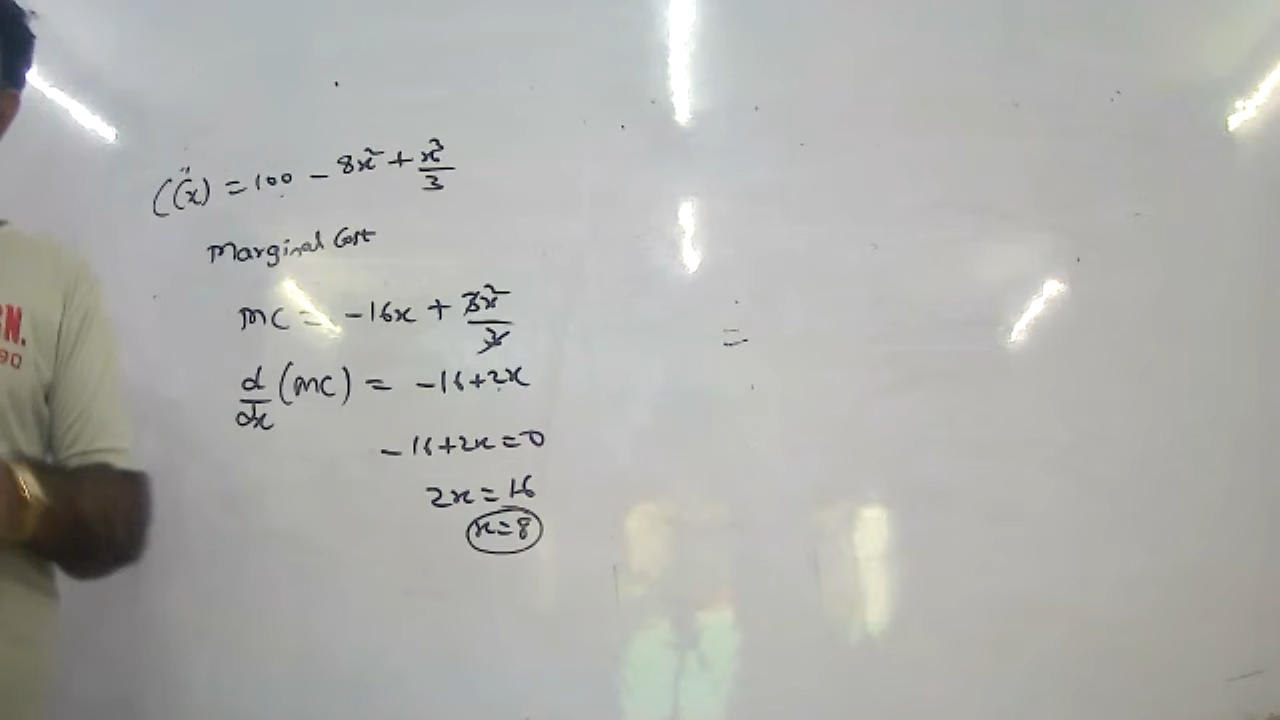 C(x) = 100 - 8x² + x³/3
Marginal Cost
MC = -16x + 3x²/3
d/dx (MC) = -16+2x
-16+2x=0
2x=16
x=8
=
N.
90